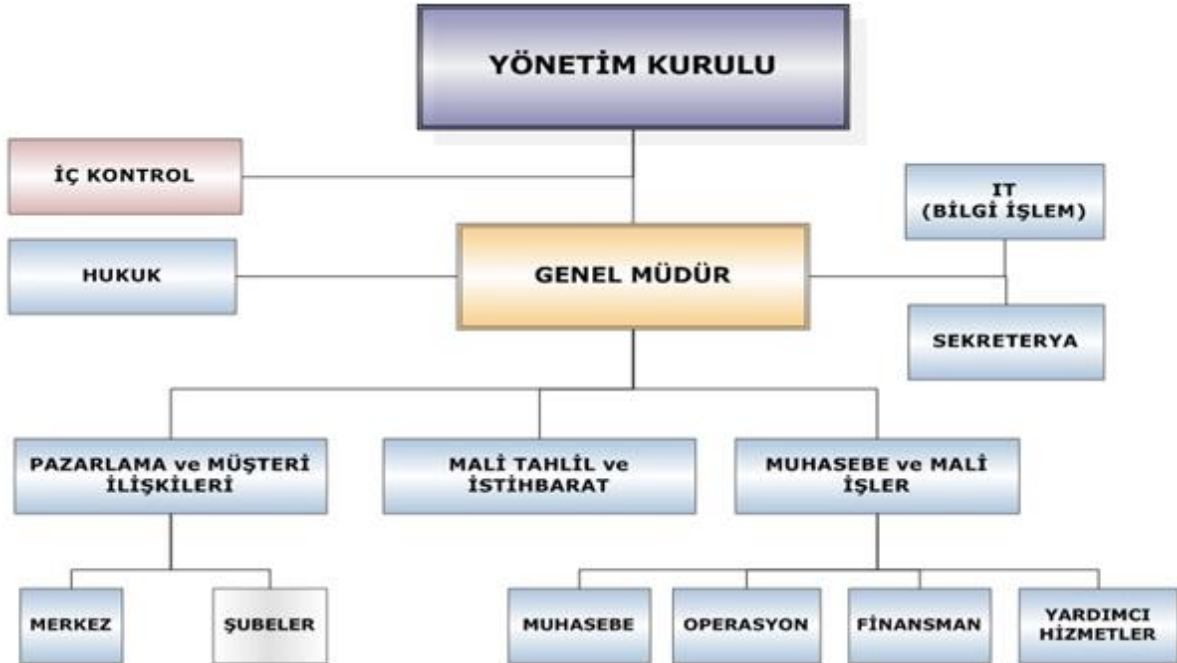 YÖNETİM KURULU
İÇ KONTROL
IT
(BİLGİ İŞLEM)
HUKUK
GENEL MÜDÜR
SEKRETERYA
PAZARLAMA ve MÜŞTERİ
İLİŞKİLERİ
MALİ TAHLİL ve
İSTİHBARAT
MUHASEBE ve MALİ
İŞLER
MERKEZ
ŞUBELER
MUHASEBE
OPERASYON
FİNANSMAN
YARDIMCI
HİZMETLER